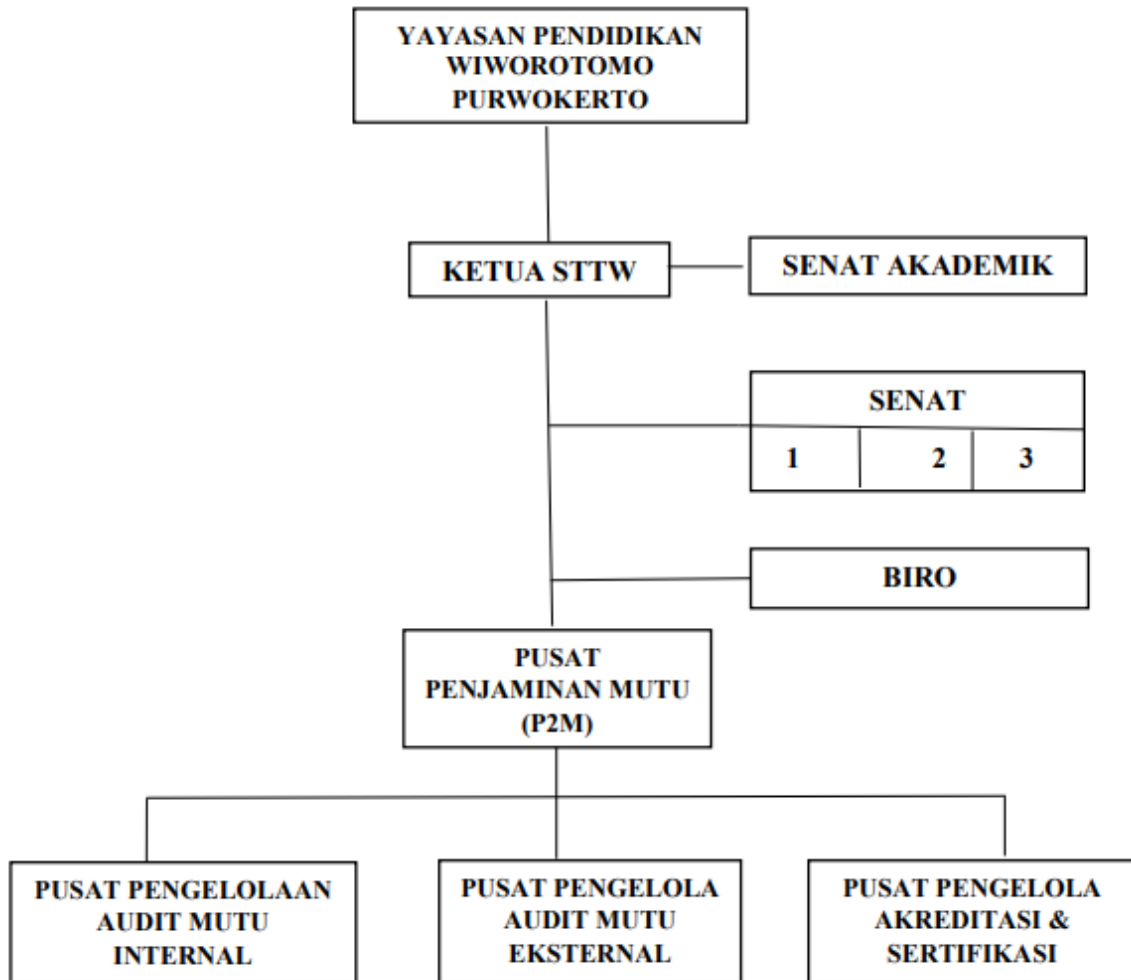 YAYASAN PENDIDIKAN
WIWOROTOMO
PURWOKERTO
KETUA STTW
SENAT AKADEMIK
SENAT
1 2 3
BIRO
PUSAT
PENJAMINAN MUTU
(P2M)
PUSAT PENGELOLAAN
AUDIT MUTU
INTERNAL
PUSAT PENGELOLA
AUDIT MUTU
EKSTERNAL
PUSAT PENGELOLA
AKREDITASI &
SERTIFIKASI